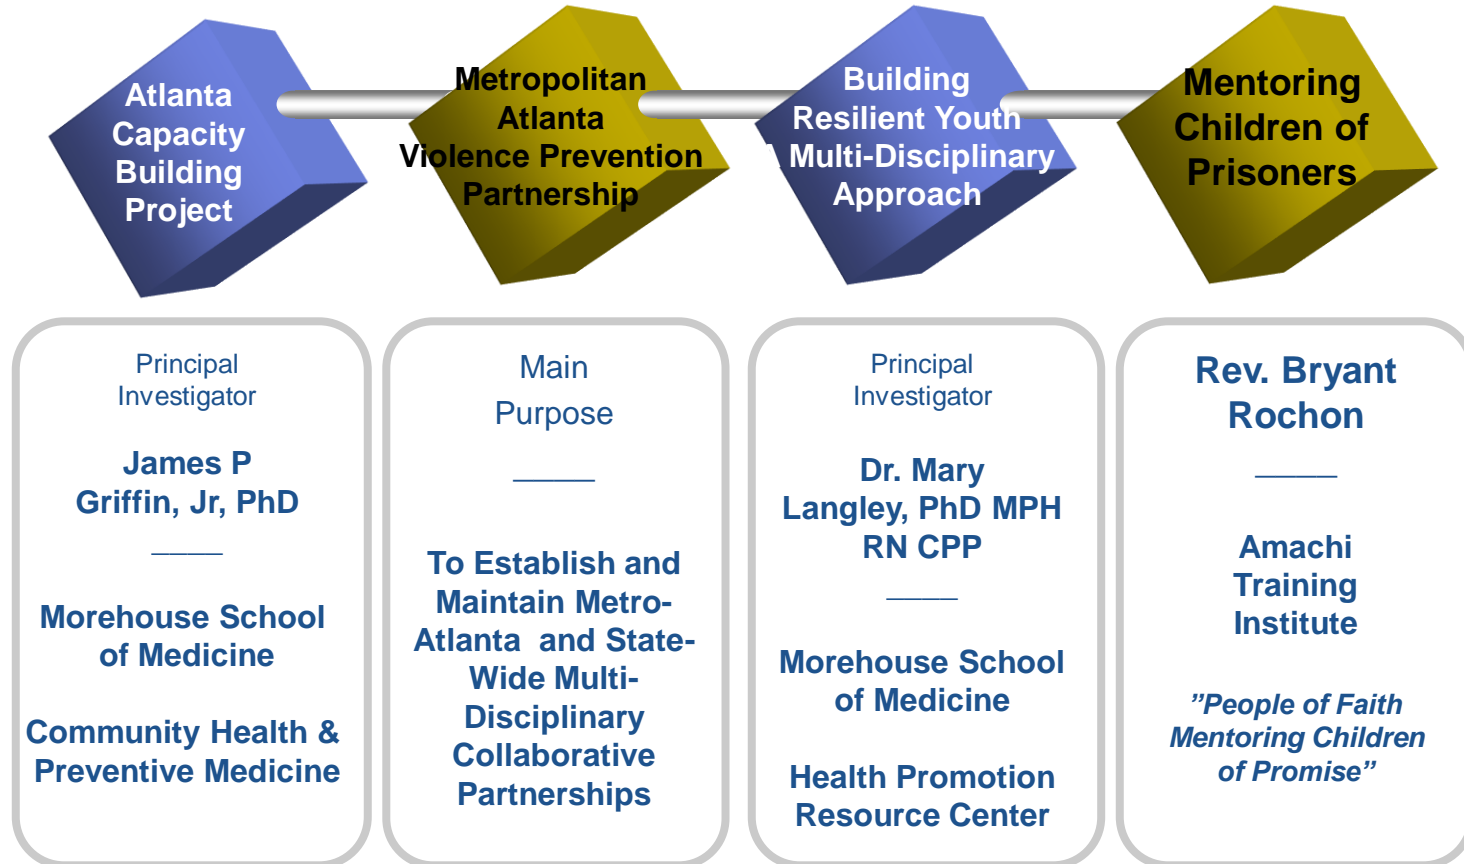 Atlanta
Capacity
Building
Project
Metropolitan
Atlanta
Violence Prevention
Partnership
Building
Resilient Youth
A Multi-Disciplinary
Approach
Mentoring
Children of
Prisoners
Principal
Investigator
James P
Griffin, Jr, PhD
Morehouse School
of Medicine
Community Health &
Preventive Medicine
Main
Purpose
To Establish and
Maintain Metro-
Atlanta and State-
Wide Multi-
Disciplinary
Collaborative
Partnerships
Principal
Investigator
Dr. Mary
Langley, PhD MPH
RN CPP
Morehouse School
of Medicine
Health Promotion
Resource Center
Rev. Bryant
Rochon
Amachi
Training
Institute
”People of Faith
Mentoring Children
of Promise”